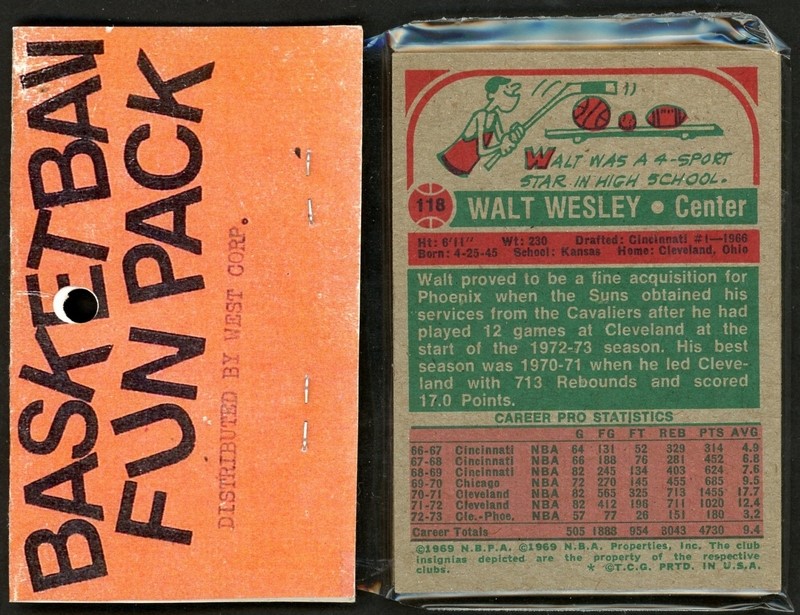 BASKETBALL
FUN PACK
DISTRIBUTED BY WEST CORP.
WALT WAS A 4-SPORT
STAR IN HIGH SCHOOL.
118 WALT WESLEY • Center
Ht: 6'11" Wt: 230 Drafted: Cincinnati #1—1966
Born: 4-25-45 School: Kansas Home: Cleveland, Ohio
Walt proved to be a fine acquisition for
Phoenix when the Suns obtained his
services from the Cavaliers after he had
played 12 games at Cleveland at the
start of the 1972-73 season. His best
season was 1970-71 when he led Cleve-
land with 713 Rebounds and scored
17.0 Points.
CAREER PRO STATISTICS
G FG FT REB PTS AVG
66-67 Cincinnati NBA 64 131 52 329 314 4.9
67-68 Cincinnati NBA 66 188 76 281 452 6.8
68-69 Cincinnati NBA 82 245 134 403 624 7.6
69-70 Chicago NBA 72 270 145 455 685 9.5
70-71 Cleveland NBA 82 565 325 713 1455 17.7
71-72 Cleveland NBA 82 412 196 711 1020 12.4
72-73 Cle.-Phoe. NBA 57 77 26 151 180 3.2
Career Totals 505 1888 954 3043 4730 9.4
©1969 N.B.P.A. ©1969 N.B.A. Properties, Inc. The club
insignias depicted are the property of the respective
clubs. * ©T.C.G. PRTD. IN U.S.A.